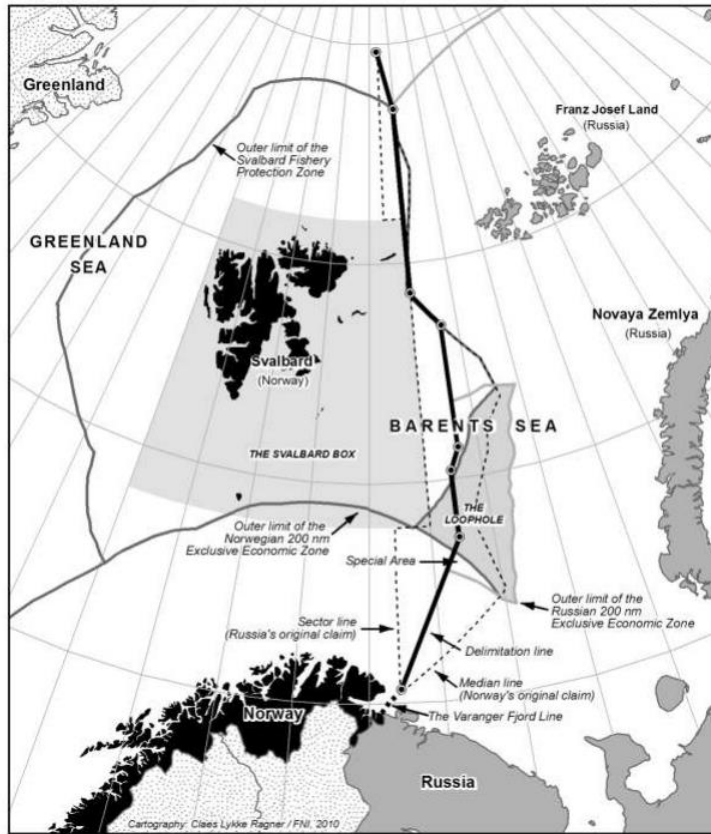 Greenland
Franz Josef Land
(Russia)
Outer limit of the
Svalbard Fishery
Protection Zone
GREENLAND
SEA
Novaya Zemlya
(Russia)
Svalbard
(Norway)
BARENTS SEA
THE SVALBARD BOX
THE
LOOPHOLE
Outer limit of the
Norwegian 200 nm
Exclusive Economic Zone
Special Area
Outer limit of the
Russian 200 nm
Exclusive Economic Zone
Sector line
(Russia's original claim)
Delimitation line
Median line
(Norway's original claim)
Norway
The Varanger Fjord Line
Russia
Cartography: Claes Lykke Ragner / FNI, 2010